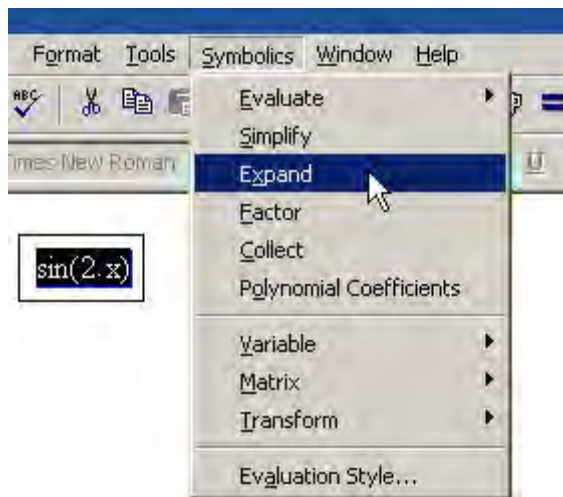 Format Tools Symbolics Window Help
ABC
Times New Roman
U
Evaluate
Simplify
Expand
Factor
Collect
Polynomial Coefficients
Variable
Matrix
Transform
Evaluation Style...
sin(2.x)